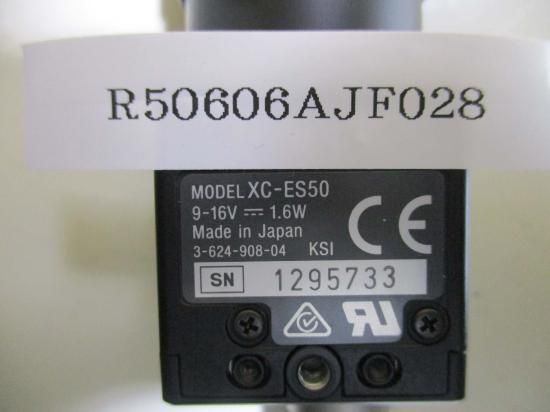 R50606AJF028
MODEL XC-ES50
9-16V ⎓ 1.6W
Made in Japan
3-624-908-04 KSI
CE
SN 1295733